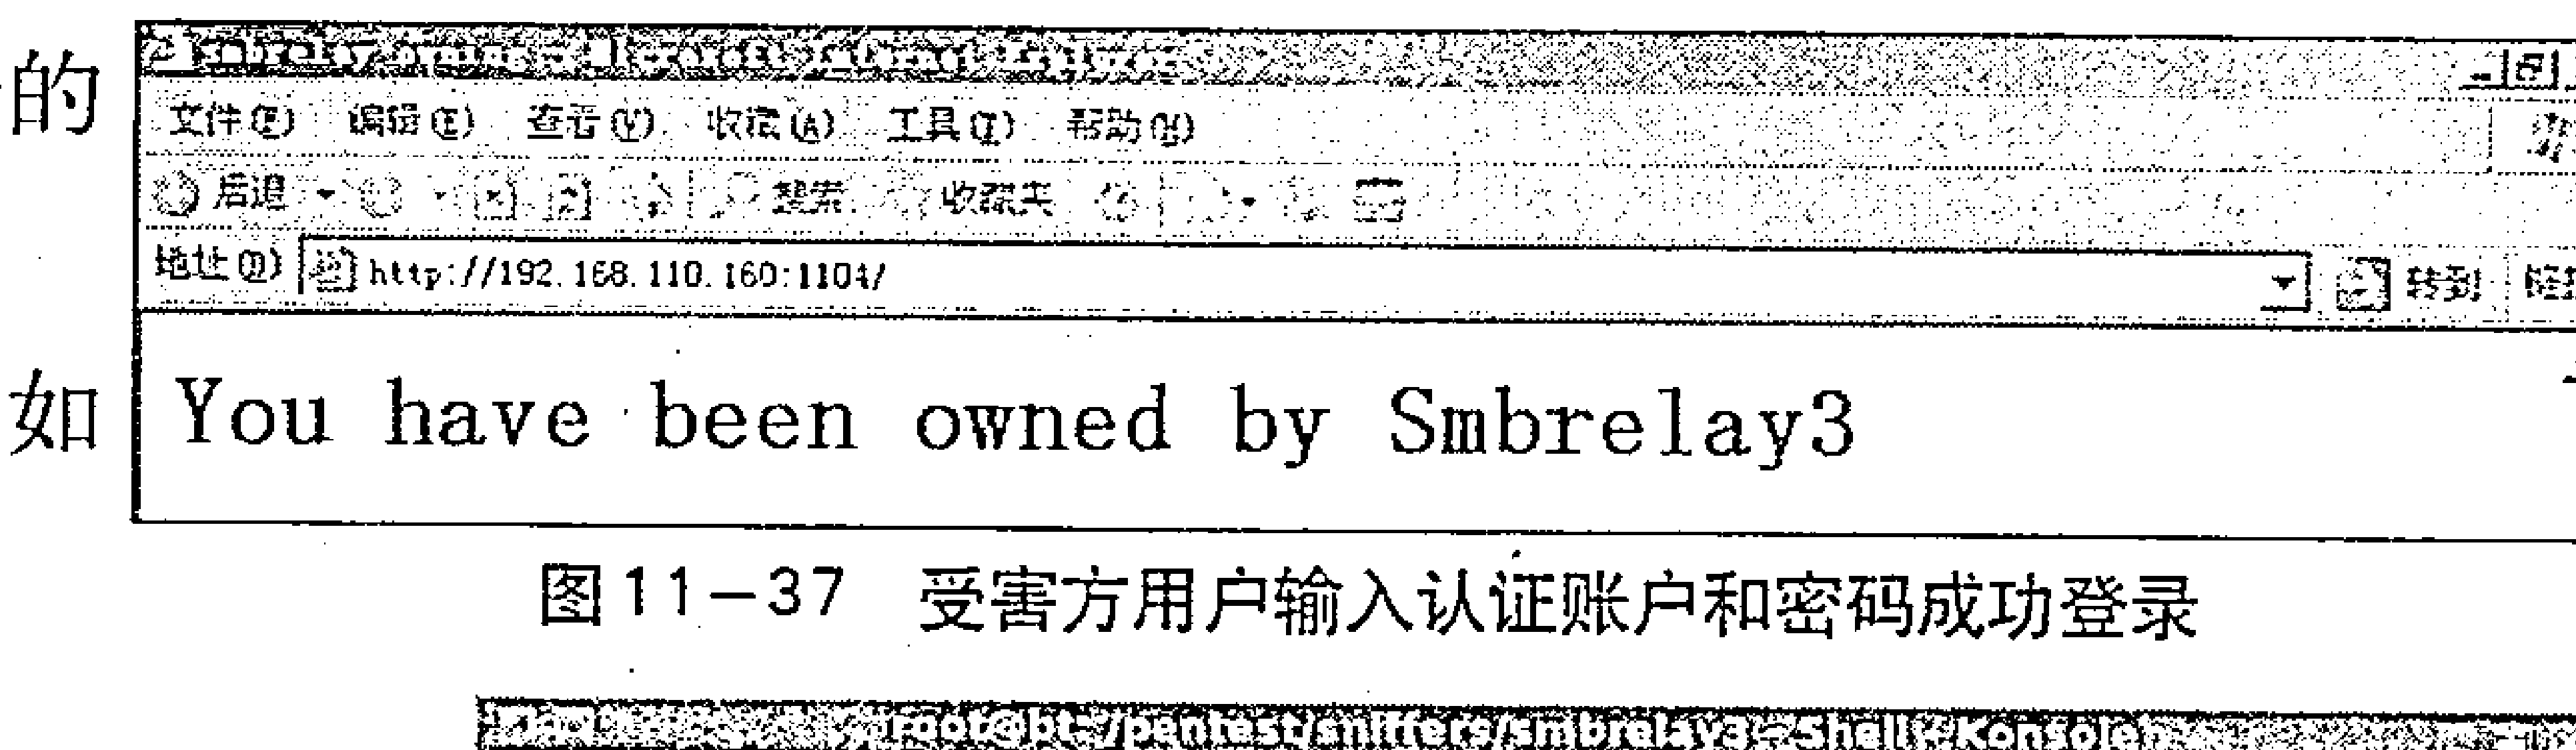 的
文件(F) 编辑(E) 查看(V) 收藏(A) 工具(T) 帮助(H)
后退 搜索 收藏夹
地址(D) http://192.168.110.160:1104/ 转到
如 You have been owned by Smbrelay3
图11-37 受害方用户输入认证账户和密码成功登录
root@bt:/pentest/sniffers/smbrelay3 - Shell - Konsole